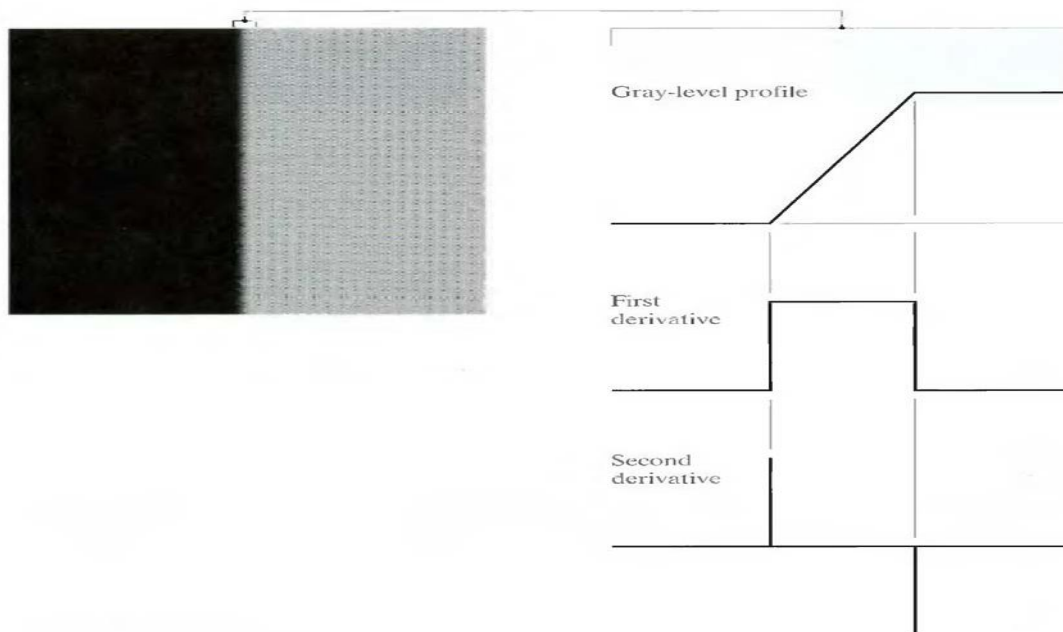 Gray-level profile
First
derivative
Second
derivative